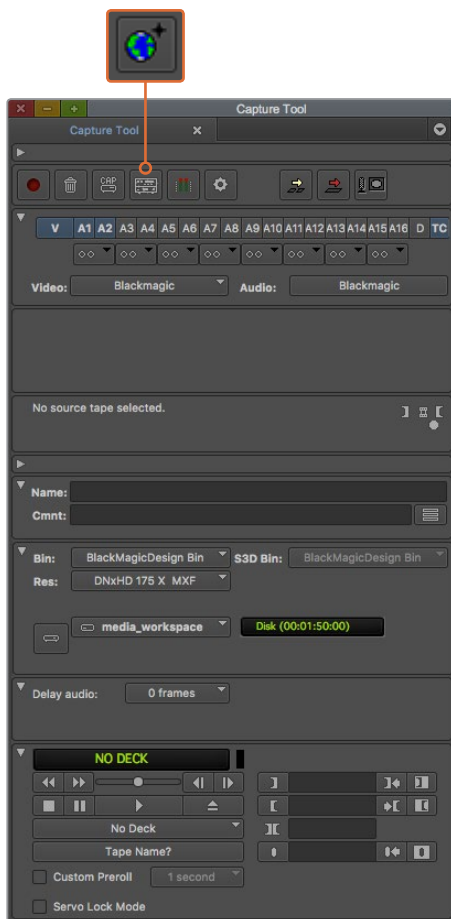 Capture Tool
Capture Tool
CAP
V A1 A2 A3 A4 A5 A6 A7 A8 A9 A10 A11 A12 A13 A14 A15 A16 D TC
Video: Blackmagic Audio: Blackmagic
No source tape selected.
Name:
Cmnt:
Bin: BlackMagicDesign Bin S3D Bin: BlackMagicDesign Bin
Res: DNxHD 175 X MXF
media_workspace Disk (00:01:50:00)
Delay audio: 0 frames
NO DECK
No Deck
Tape Name?
Custom Preroll 1 second
Servo Lock Mode